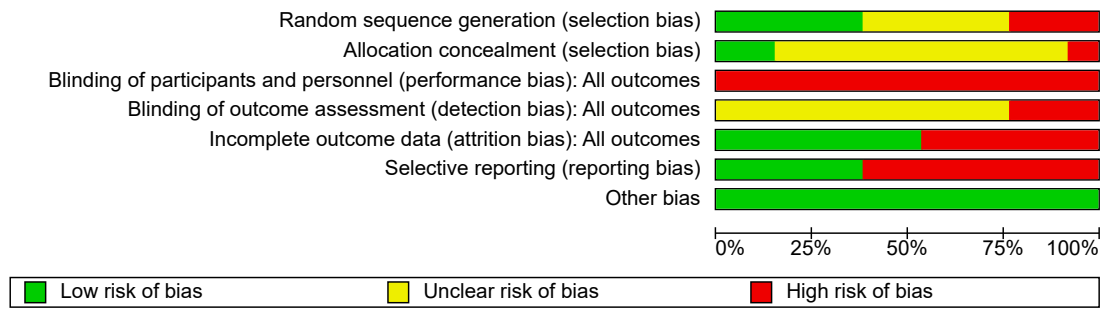 Random sequence generation (selection bias)
Allocation concealment (selection bias)
Blinding of participants and personnel (performance bias): All outcomes
Blinding of outcome assessment (detection bias): All outcomes
Incomplete outcome data (attrition bias): All outcomes
Selective reporting (reporting bias)
Other bias
0% 25% 50% 75% 100%
Low risk of bias Unclear risk of bias High risk of bias